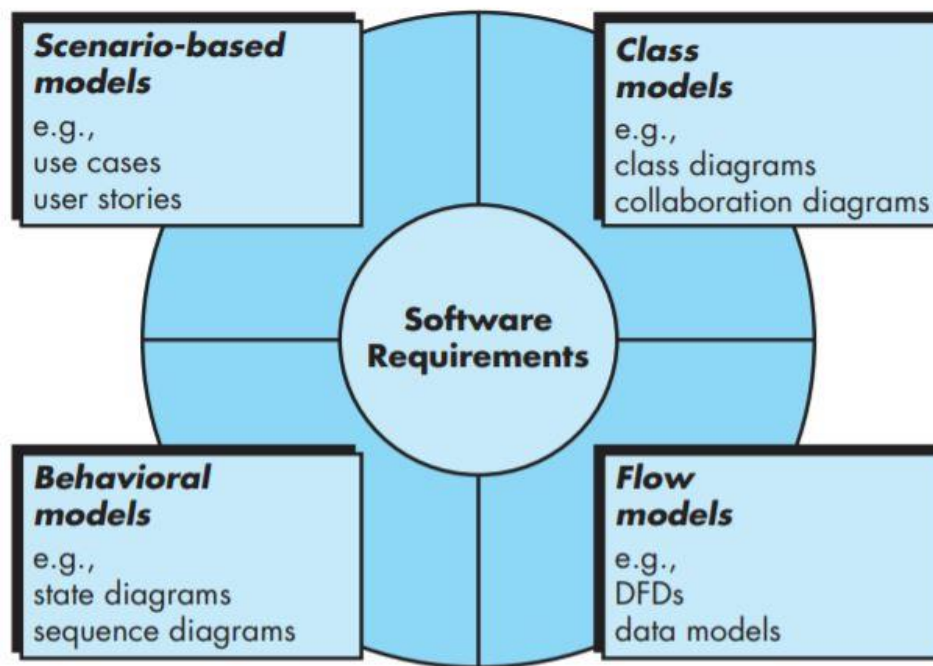 Scenario-based
models
e.g.,
use cases
user stories
Class
models
e.g.,
class diagrams
collaboration diagrams
Software
Requirements
Behavioral
models
e.g.,
state diagrams
sequence diagrams
Flow
models
e.g.,
DFDs
data models